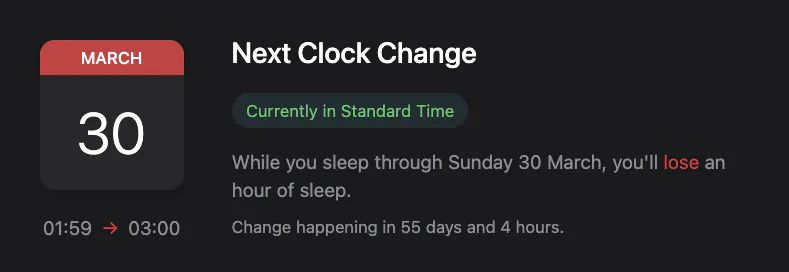 MARCH
30
01:59 → 03:00
Next Clock Change
Currently in Standard Time
While you sleep through Sunday 30 March, you'll lose an
hour of sleep.
Change happening in 55 days and 4 hours.